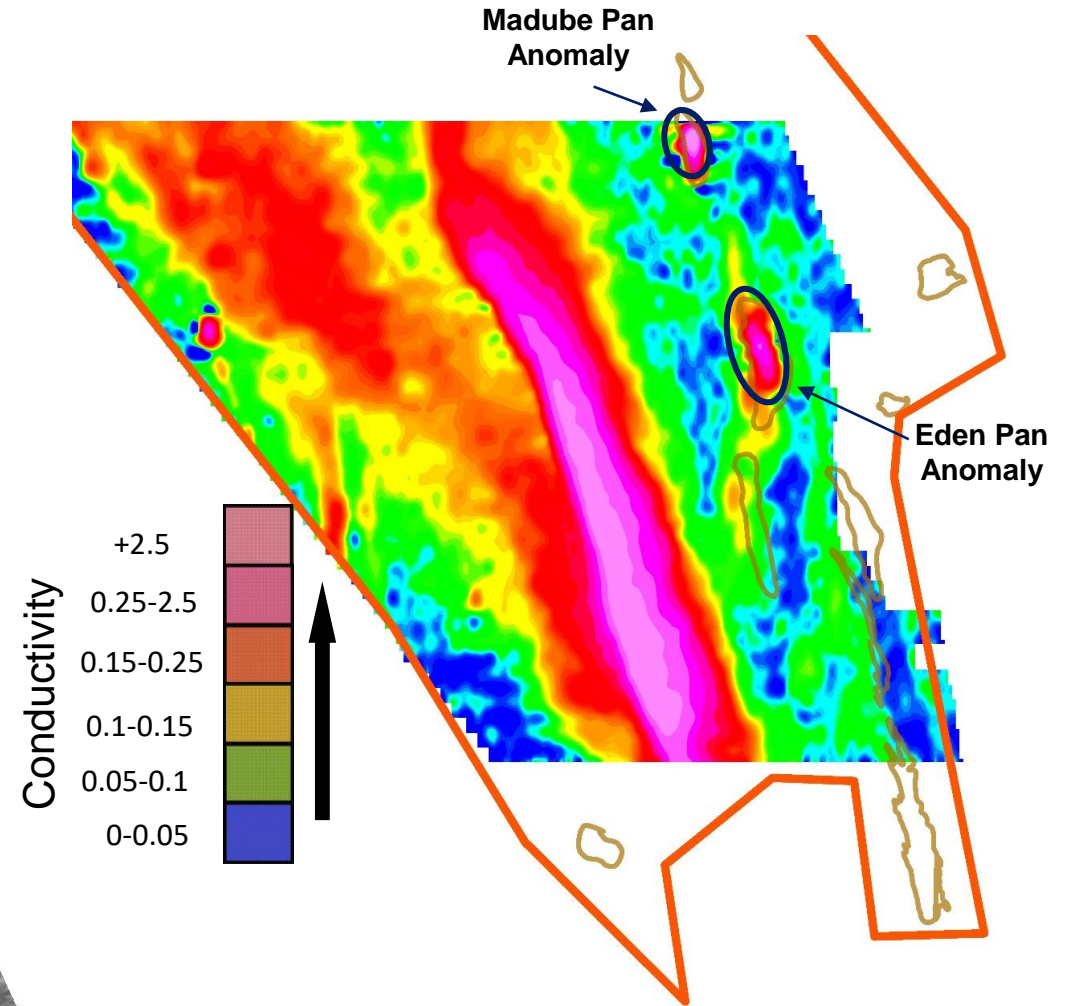 Madube Pan
Anomaly
Eden Pan
Anomaly
Conductivity
+2.5
0.25-2.5
0.15-0.25
0.1-0.15
0.05-0.1
0-0.05